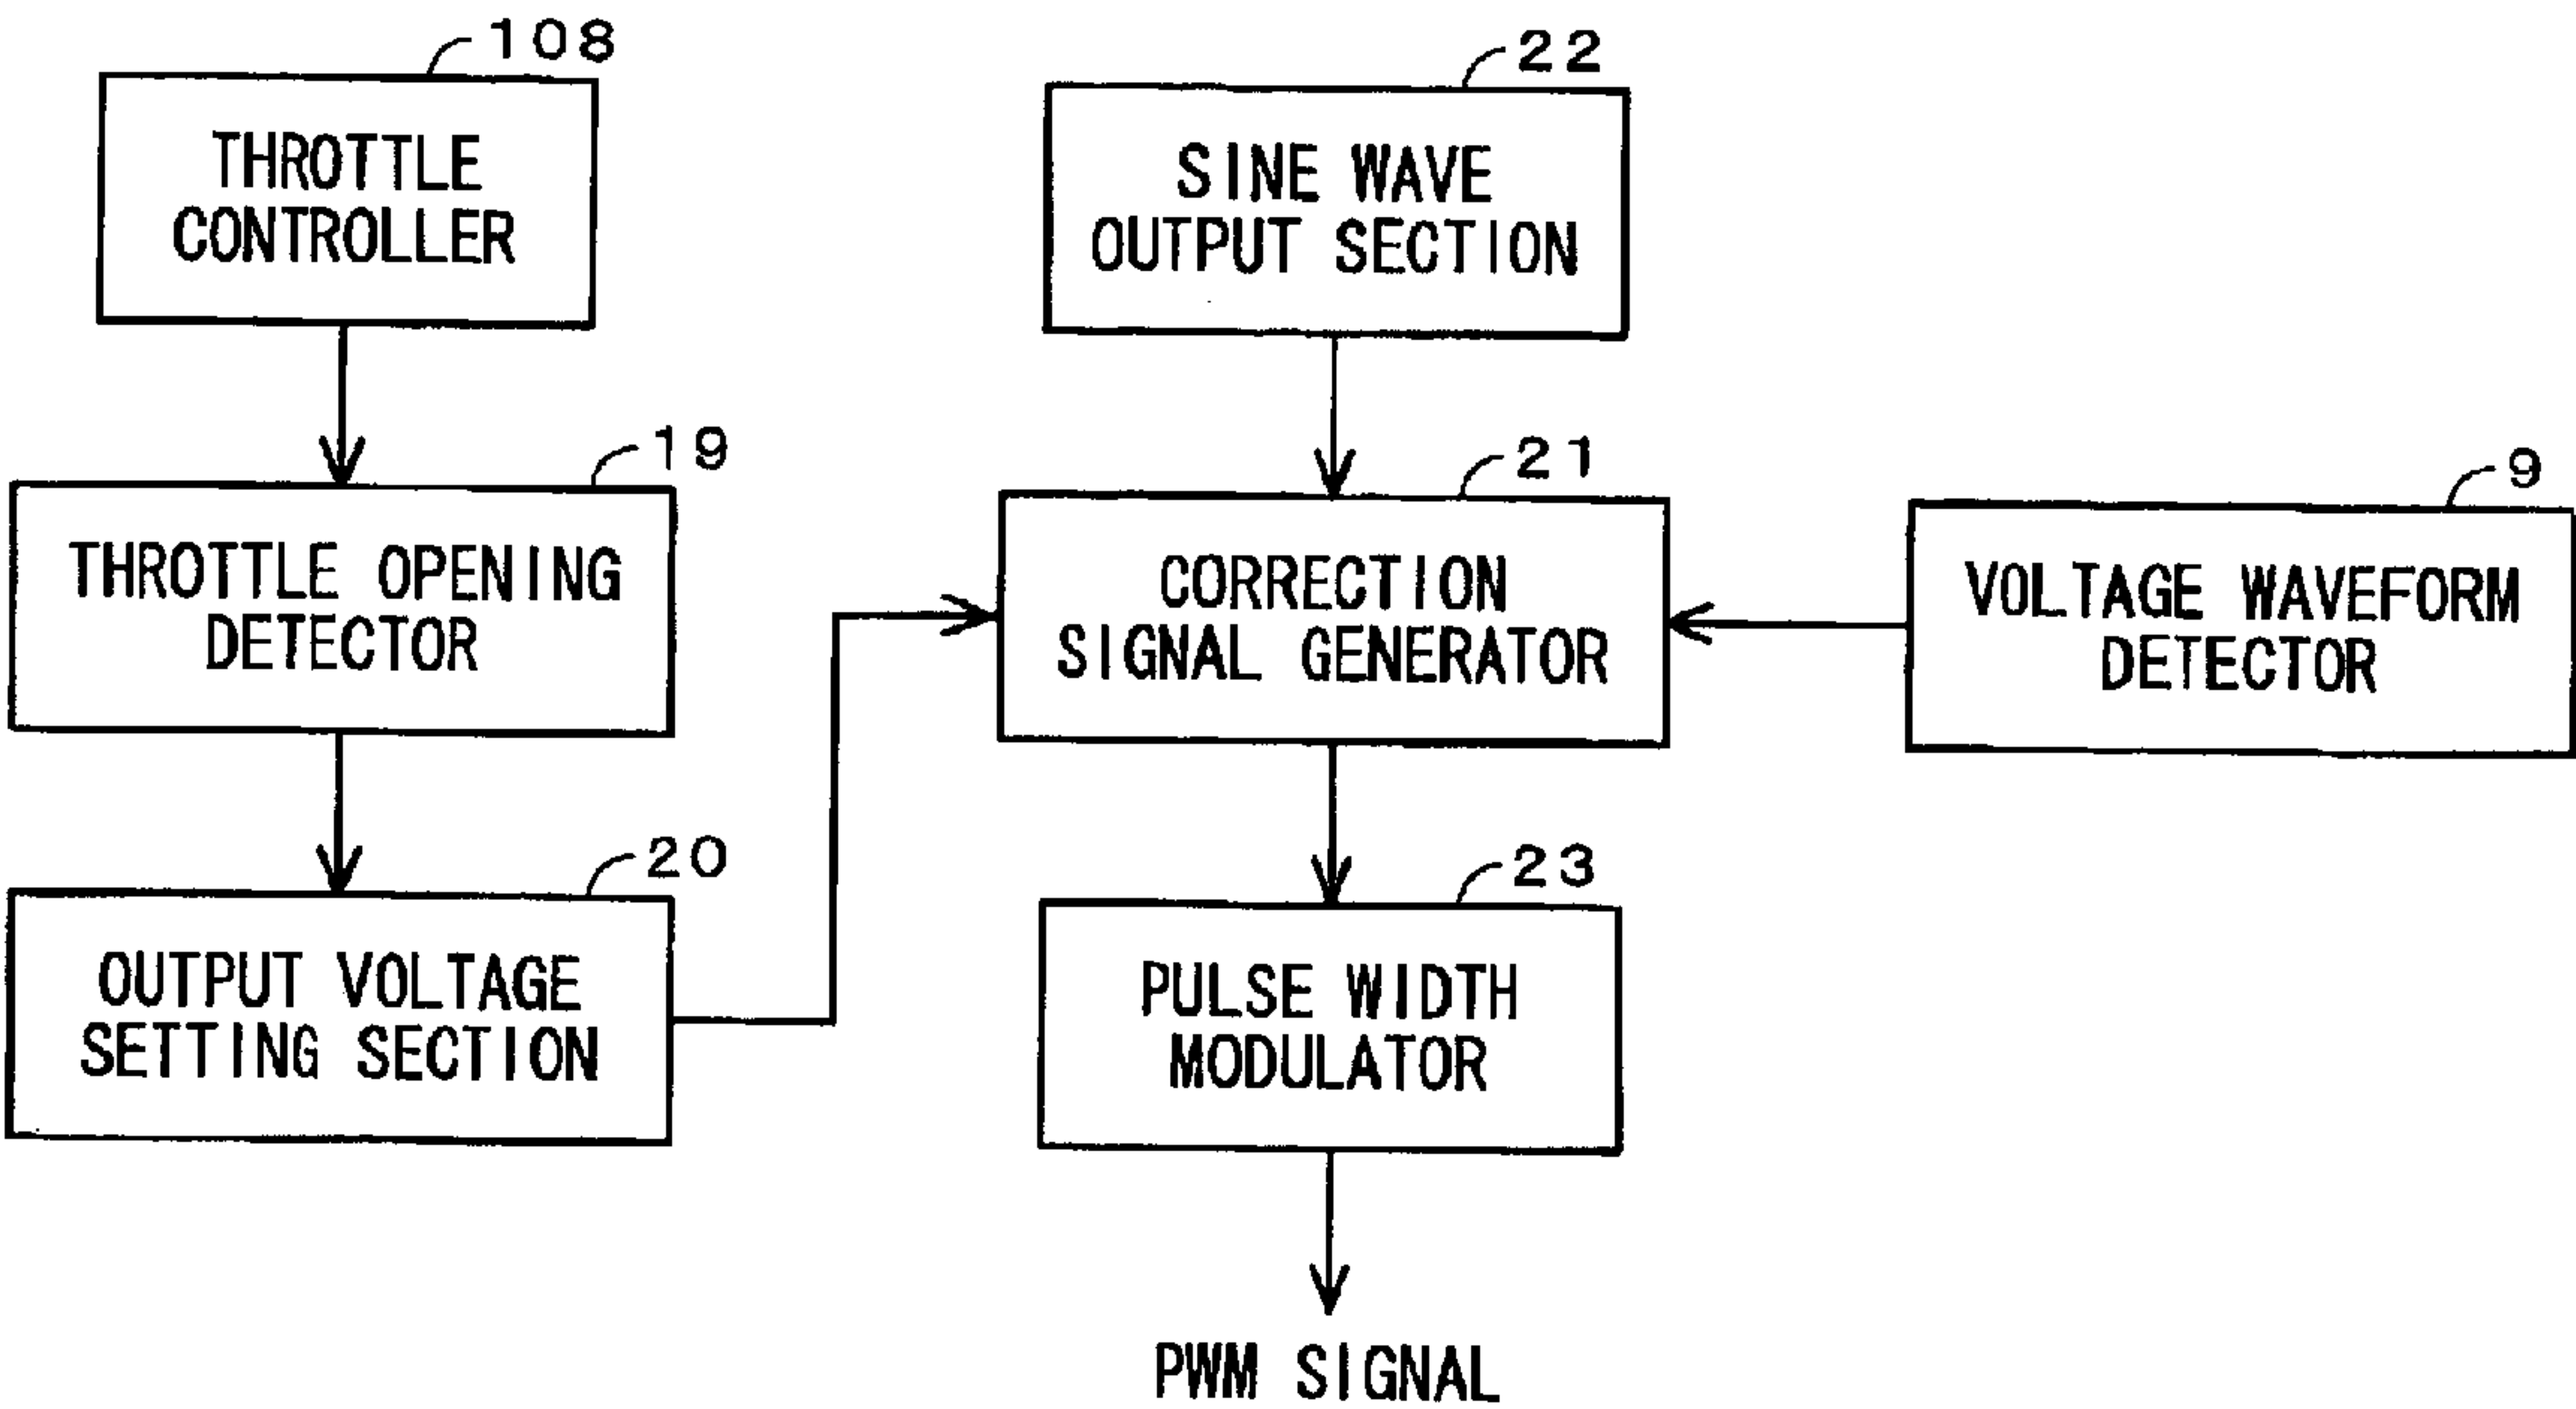 108
THROTTLE
CONTROLLER
22
SINE WAVE
OUTPUT SECTION
19
THROTTLE OPENING
DETECTOR
21
CORRECTION
SIGNAL GENERATOR
9
VOLTAGE WAVEFORM
DETECTOR
20
OUTPUT VOLTAGE
SETTING SECTION
23
PULSE WIDTH
MODULATOR
PWM SIGNAL